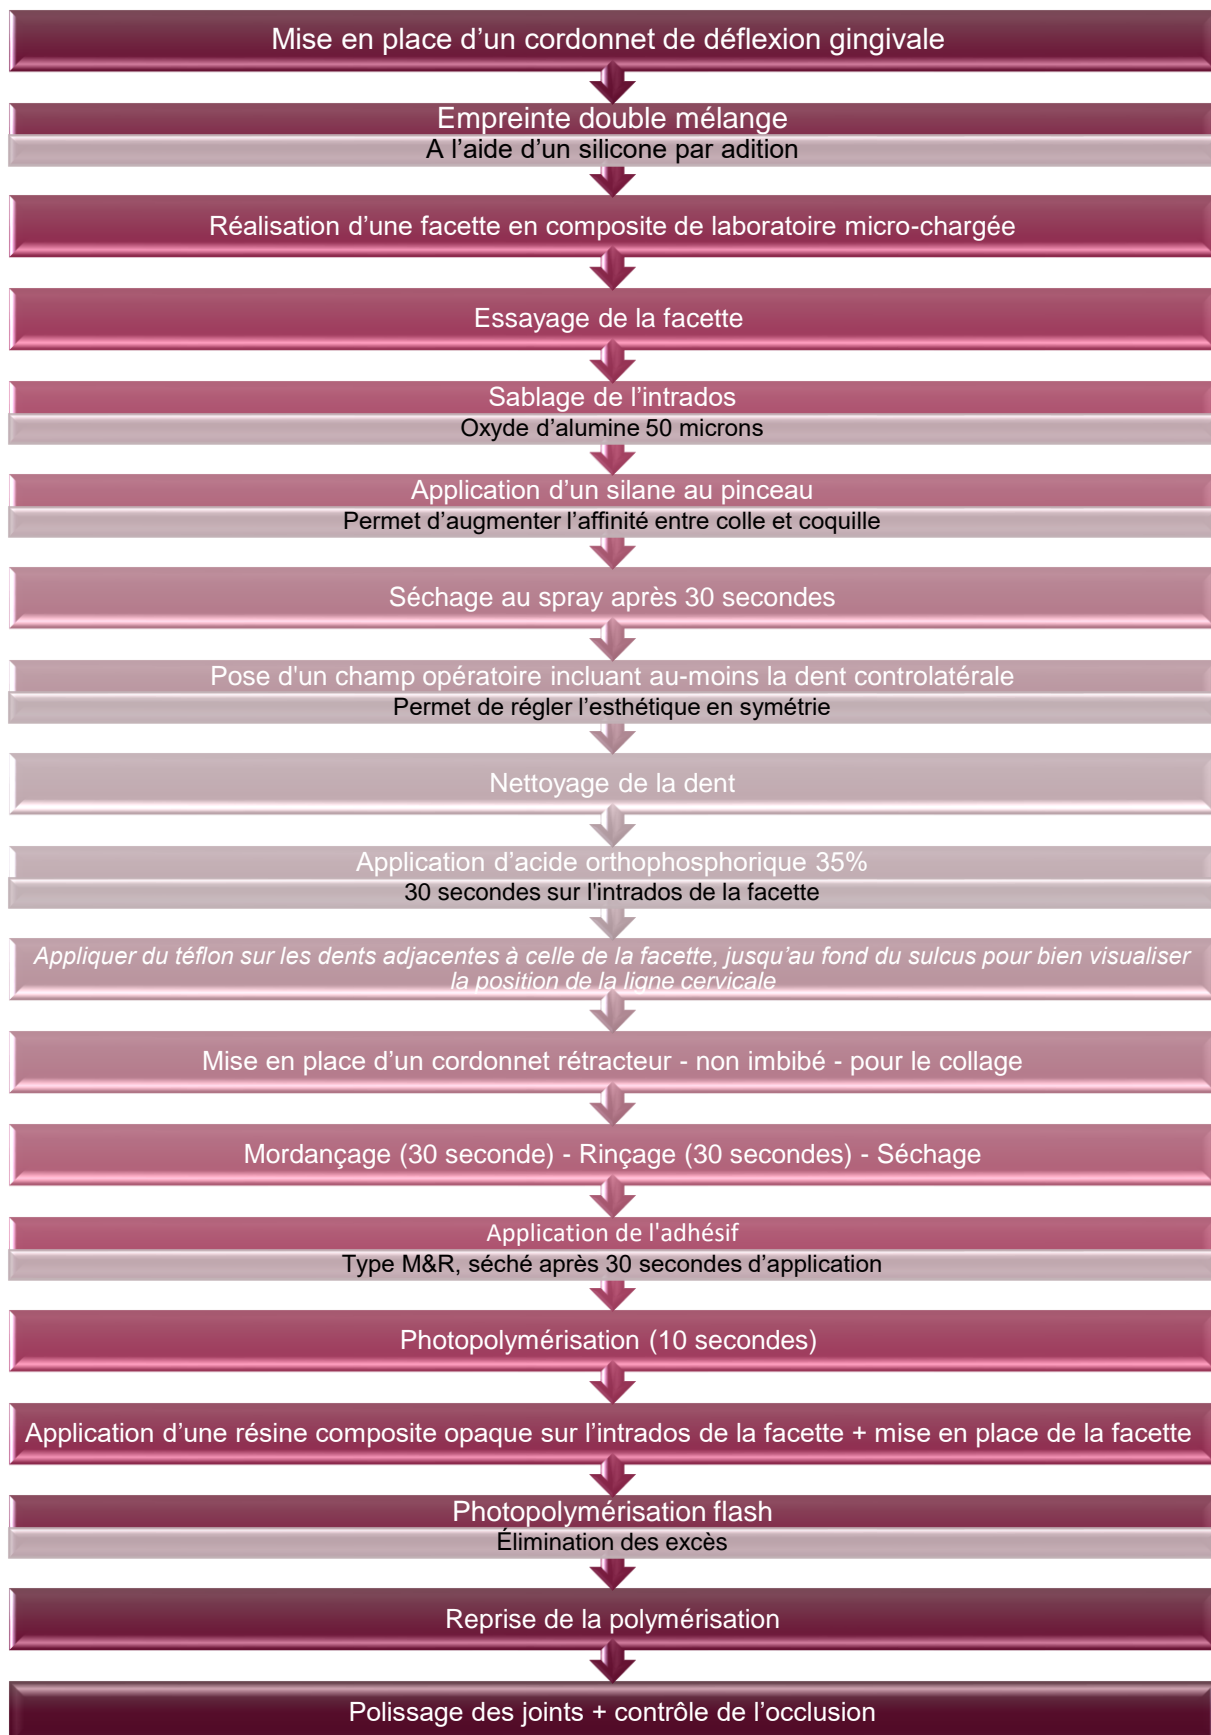 Mise en place d’un cordonnet de déflexion gingivale
Empreinte double mélange
A l’aide d’un silicone par adition
Réalisation d’une facette en composite de laboratoire micro-chargée
Essayage de la facette
Sablage de l’intrados
Oxyde d’alumine 50 microns
Application d’un silane au pinceau
Permet d’augmenter l’affinité entre colle et coquille
Séchage au spray après 30 secondes
Pose d'un champ opératoire incluant au-moins la dent controlatérale
Permet de régler l’esthétique en symétrie
Nettoyage de la dent
Application d’acide orthophosphorique 35%
30 secondes sur l'intrados de la facette
Appliquer du téflon sur les dents adjacentes à celle de la facette, jusqu’au fond du sulcus pour bien visualiser
la position de la ligne cervicale
Mise en place d’un cordonnet rétracteur - non imbibé - pour le collage
Mordançage (30 seconde) - Rinçage (30 secondes) - Séchage
Application de l'adhésif
Type M&R, séché après 30 secondes d’application
Photopolymérisation (10 secondes)
Application d’une résine composite opaque sur l’intrados de la facette + mise en place de la facette
Photopolymérisation flash
Élimination des excès
Reprise de la polymérisation
Polissage des joints + contrôle de l’occlusion